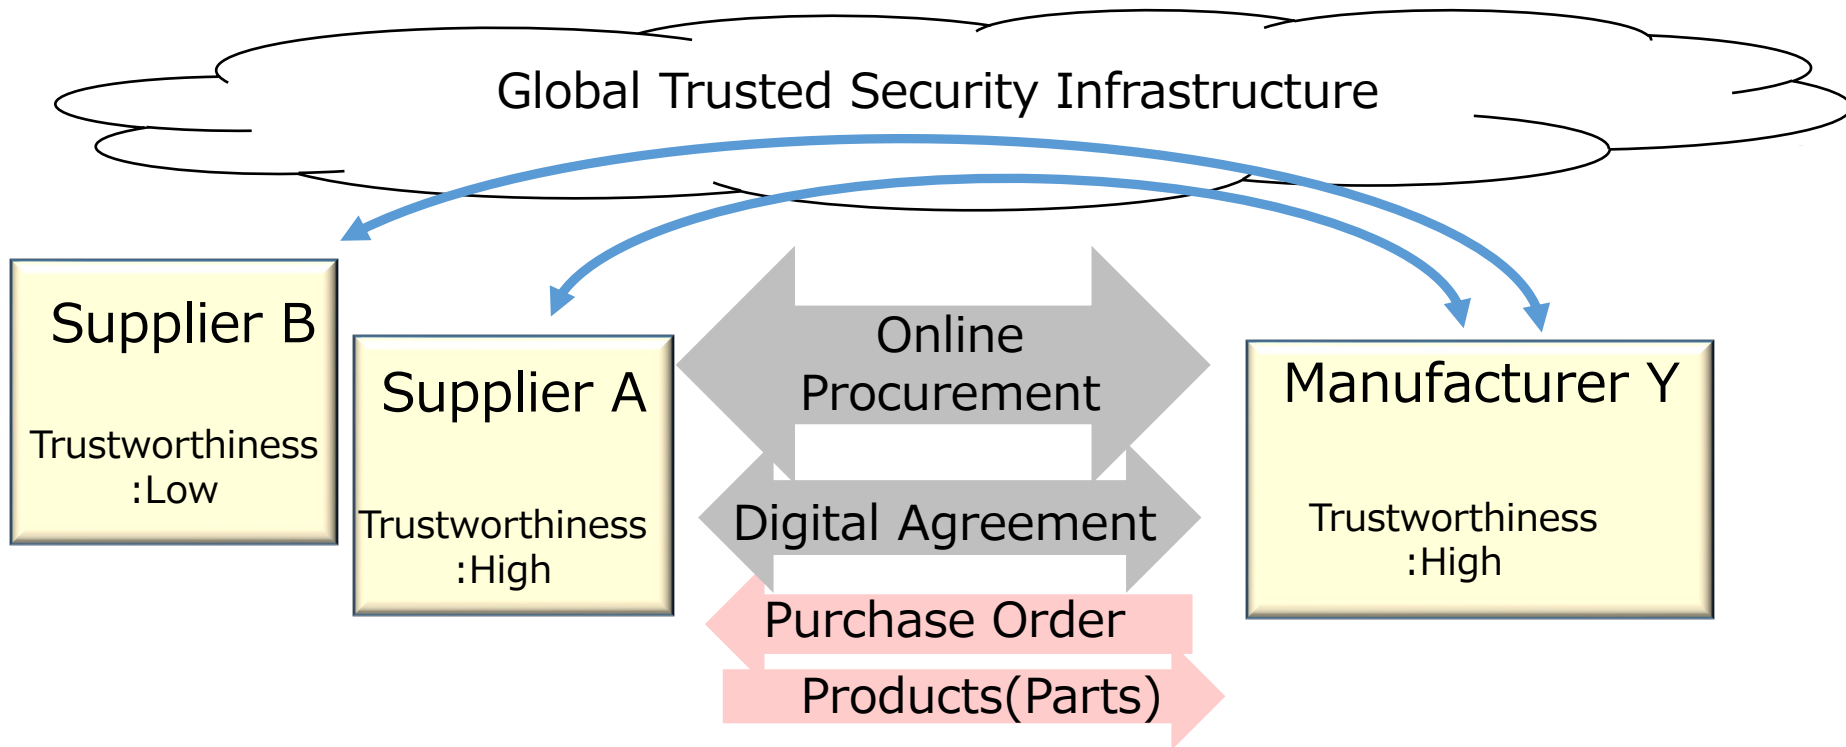 Global Trusted Security Infrastructure
Supplier B
Trustworthiness
:Low
Supplier A
Trustworthiness
:High
Online
Procurement
Digital Agreement
Purchase Order
Products(Parts)
Manufacturer Y
Trustworthiness
:High